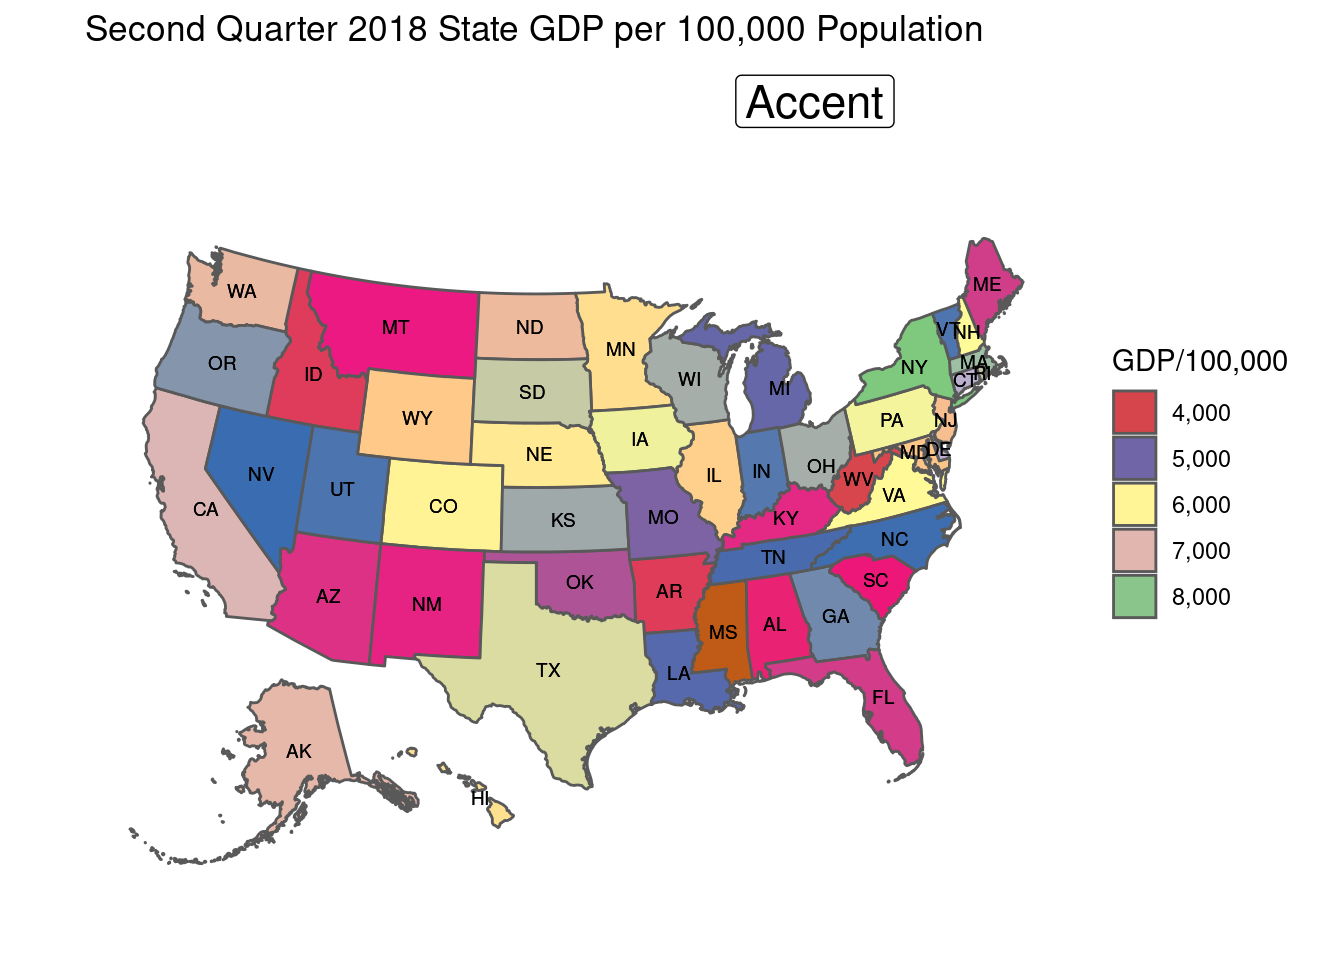 Second Quarter 2018 State GDP per 100,000 Population
Accent
ME
WA
MT
ND
MN
VT
NH
OR
ID
SD
WI
MI
NY
MA
RI
CT
WY
IA
PA
NJ
NV
UT
CO
NE
IL
IN
OH
WV
MD
DE
VA
CA
KS
MO
KY
NC
TN
AZ
NM
OK
AR
SC
MS
AL
GA
TX
LA
FL
AK
HI
GDP/100,000
4,000
5,000
6,000
7,000
8,000